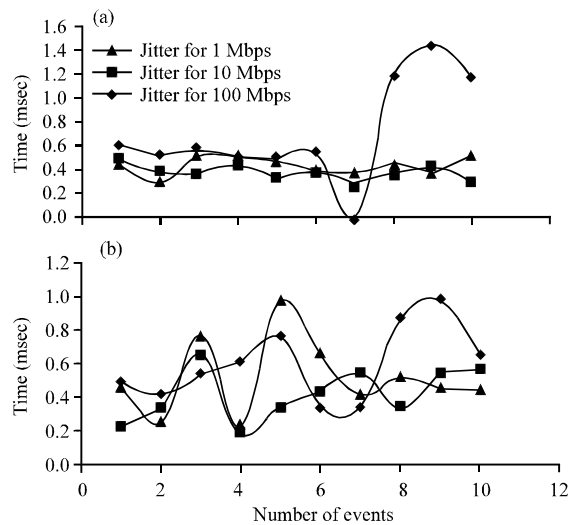 (a)
1.6
1.4
1.2
1.0
0.8
0.6
0.4
0.2
0.0
Time (msec)
Jitter for 1 Mbps
Jitter for 10 Mbps
Jitter for 100 Mbps
(b)
1.2
1.0
0.8
0.6
0.4
0.2
0.0
Time (msec)
0 2 4 6 8 10 12
Number of events